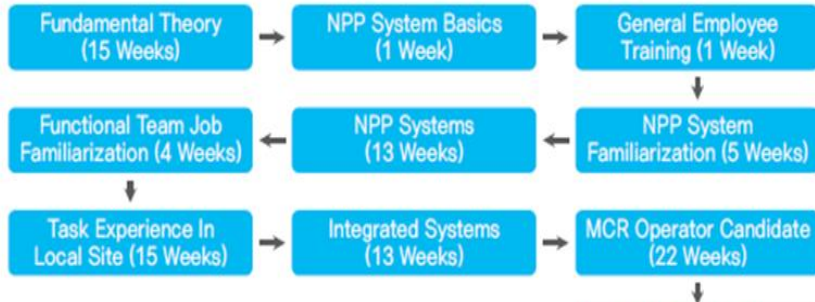 Fundamental Theory
(15 Weeks)
NPP System Basics
(1 Week)
General Employee
Training (1 Week)
NPP System
Familiarization (5 Weeks)
NPP Systems
(13 Weeks)
Functional Team Job
Familiarization (4 Weeks)
Task Experience In
Local Site (15 Weeks)
Integrated Systems
(13 Weeks)
MCR Operator Candidate
(22 Weeks)